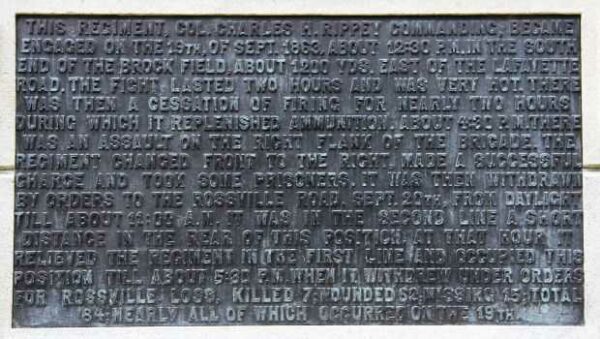 THIS REGIMENT, COL. CHARLES H. RIPPEY COMMANDING, BECAME
ENGAGED ON THE 19TH. OF SEPT. 1863, ABOUT 12:30 P.M. IN THE SOUTH
END OF THE BROCK FIELD, ABOUT 1200 YDS. EAST OF THE LAFAYETTE
ROAD. THE FIGHT LASTED TWO HOURS AND WAS VERY HOT. THERE
WAS THEN A CESSATION OF FIRING FOR NEARLY TWO HOURS
DURING WHICH IT REPLENISHED AMMUNITION. ABOUT 4:30 P.M. THERE
WAS AN ASSAULT ON THE RIGHT FLANK OF THE BRIGADE. THE
REGIMENT CHANGED FRONT TO THE RIGHT, MADE A SUCCESSFUL
CHARGE AND TOOK SOME PRISONERS. IT WAS THEN WITHDRAWN
BY ORDERS TO THE ROSSVILLE ROAD. SEPT. 20TH, FROM DAYLIGHT
TILL ABOUT A.M. IT WAS IN THE SECOND LINE A SHORT
DISTANCE IN THE REAR OF THIS POSITION. AT THAT HOUR IT
RELIEVED THE REGIMENT IN THE FIRST LINE AND OCCUPIED THIS
POSITION TILL ABOUT 5:30 P.M. WHEN IT WITHDREW UNDER ORDERS
FOR ROSSVILLE. LOSS, KILLED 7; WOUNDED 62; MISSING 15; TOTAL
84; NEARLY ALL OF WHICH OCCURRED ON THE 19TH.